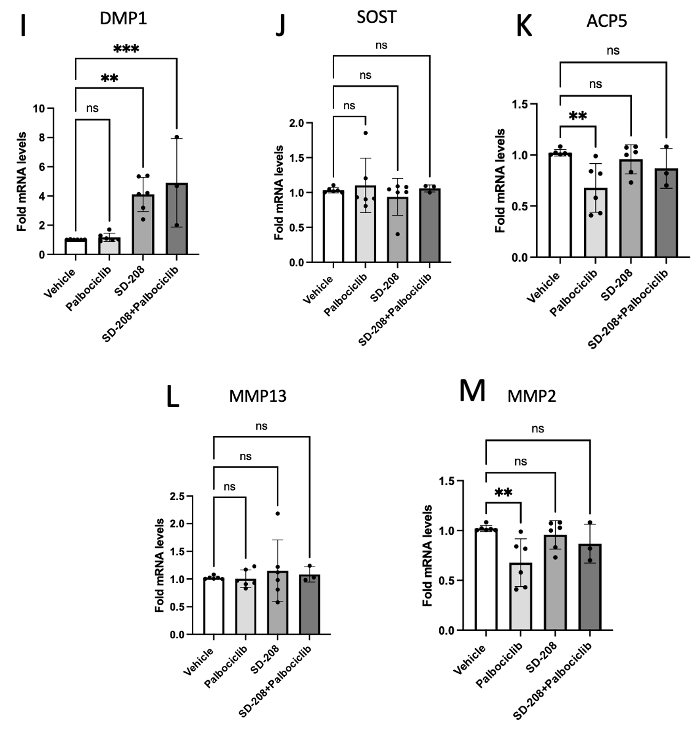 I
DMP1
***
**
ns
Fold mRNA levels
10
8
6
4
2
0
Vehicle
Palbociclib
SD-208
SD-208+Palbociclib
J
SOST
ns
ns
ns
Fold mRNA levels
2.0
1.5
1.0
0.5
0.0
Vehicle
Palbociclib
SD-208
SD-208+Palbociclib
K
ACP5
ns
ns
**
Fold mRNA levels
1.5
1.0
0.5
0.0
Vehicle
Palbociclib
SD-208
SD-208+Palbociclib
L
MMP13
ns
ns
ns
Fold mRNA levels
2.5
2.0
1.5
1.0
0.5
0.0
Vehicle
Palbociclib
SD-208
SD-208+Palbociclib
M
MMP2
ns
ns
**
Fold mRNA levels
1.5
1.0
0.5
0.0
Vehicle
Palbociclib
SD-208
SD-208+Palbociclib